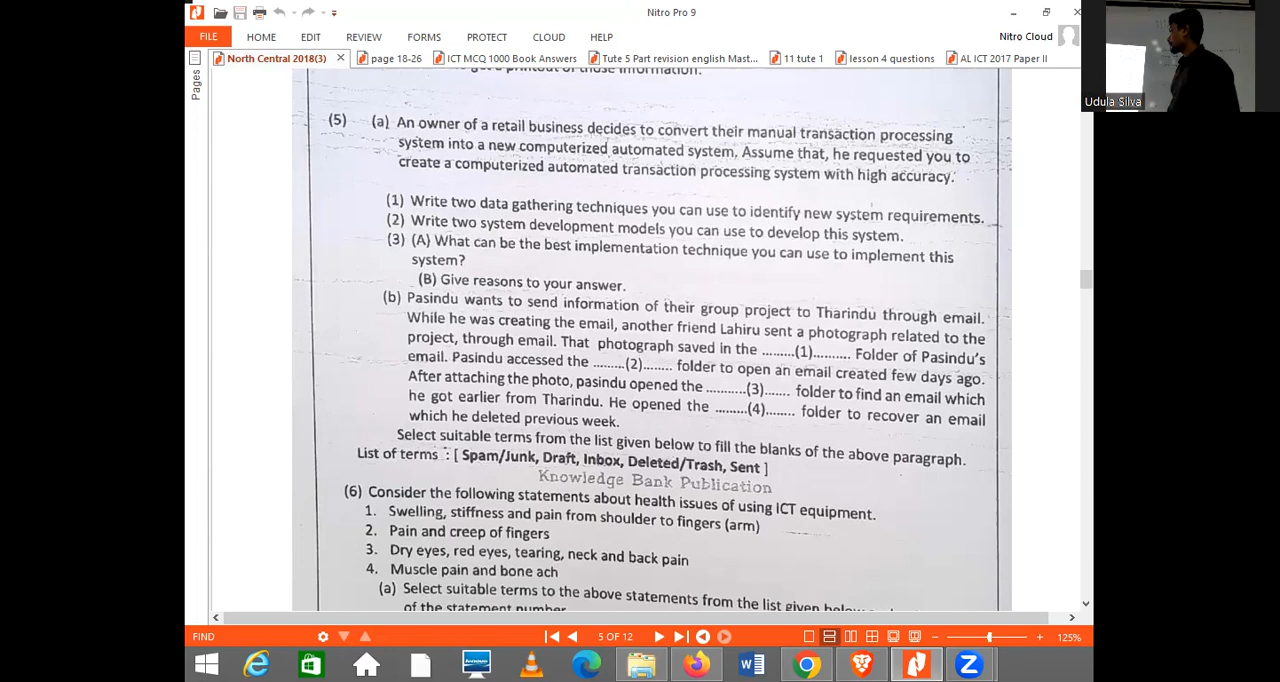 Nitro Pro 9
FILE HOME EDIT REVIEW FORMS PROTECT CLOUD HELP
Nitro Cloud
North Central 2018(3) page 18-26 ICT MCQ 1000 Book Answers Tute 5 Part revision english Mast... 11 tute 1 lesson 4 questions AL ICT 2017 Paper II
Udula Silva
Pages
printout of those information.
(5) (a) An owner of a retail business decides to convert their manual transaction processing
system into a new computerized automated system. Assume that, he requested you to
create a computerized automated transaction processing system with high accuracy.
(1) Write two data gathering techniques you can use to identify new system requirements.
(2) Write two system development models you can use to develop this system.
(3) (A) What can be the best implementation technique you can use to implement this
system?
(B) Give reasons to your answer.
(b) Pasindu wants to send information of their group project to Tharindu through email.
While he was creating the email, another friend Lahiru sent a photograph related to the
project, through email. That photograph saved in the .........(1).......... Folder of Pasindu's
email. Pasindu accessed the .........(2)........ folder to open an email created few days ago.
After attaching the photo, pasindu opened the ...........(3)....... folder to find an email which
he got earlier from Tharindu. He opened the .........(4)........ folder to recover an email
which he deleted previous week.
Select suitable terms from the list given below to fill the blanks of the above paragraph.
List of terms : [ Spam/Junk, Draft, Inbox, Deleted/Trash, Sent ]
Knowledge Bank Publication
(6) Consider the following statements about health issues of using ICT equipment.
1. Swelling, stiffness and pain from shoulder to fingers (arm)
2. Pain and creep of fingers
3. Dry eyes, red eyes, tearing, neck and back pain
4. Muscle pain and bone ach
(a) Select suitable terms to the above statements from the list given below
of the statement number
FIND
5 OF 12
125%